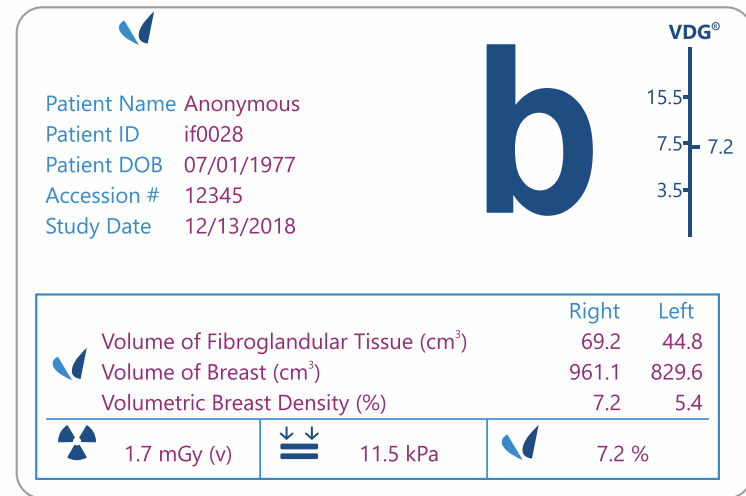 VDG®
b
15.5
7.5
7.2
3.5
Patient Name Anonymous
Patient ID if0028
Patient DOB 07/01/1977
Accession # 12345
Study Date 12/13/2018
Right Left
Volume of Fibroglandular Tissue (cm³) 69.2 44.8
Volume of Breast (cm³) 961.1 829.6
Volumetric Breast Density (%) 7.2 5.4
1.7 mGy (v) 11.5 kPa 7.2 %